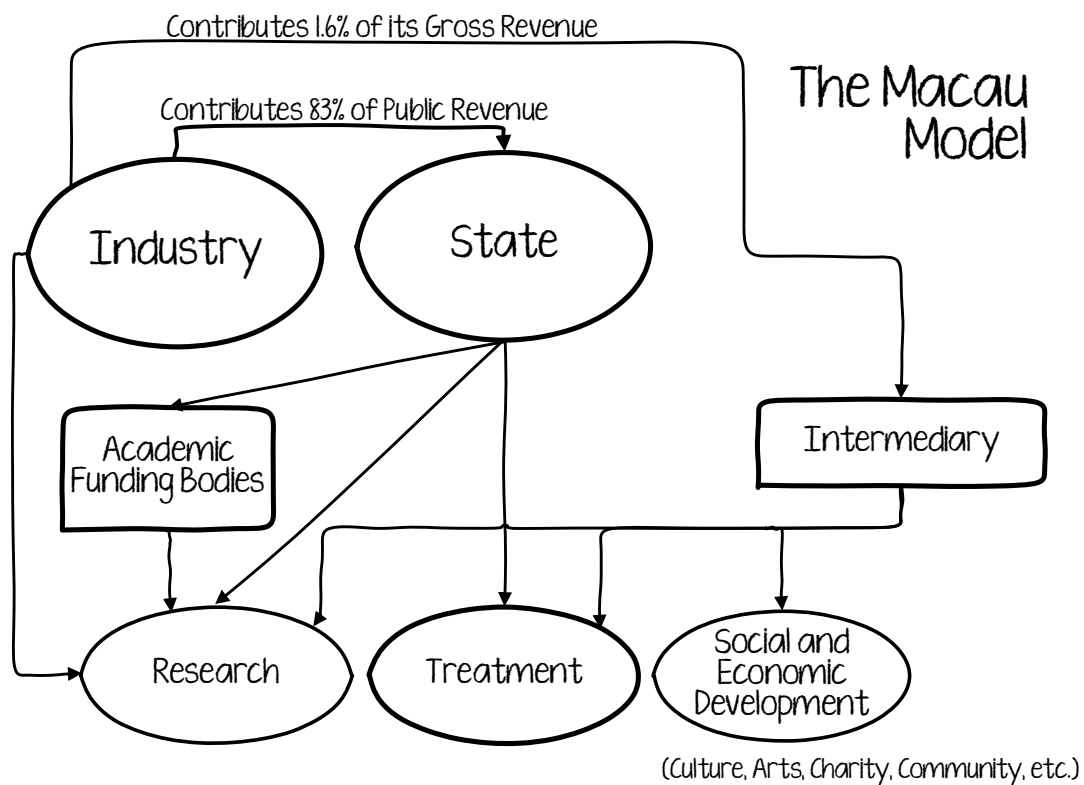 Contributes 1.6% of its Gross Revenue
The Macau
Model
Contributes 83% of Public Revenue
Industry
State
Academic
Funding Bodies
Intermediary
Research
Treatment
Social and
Economic
Development
(Culture, Arts, Charity, Community, etc.)